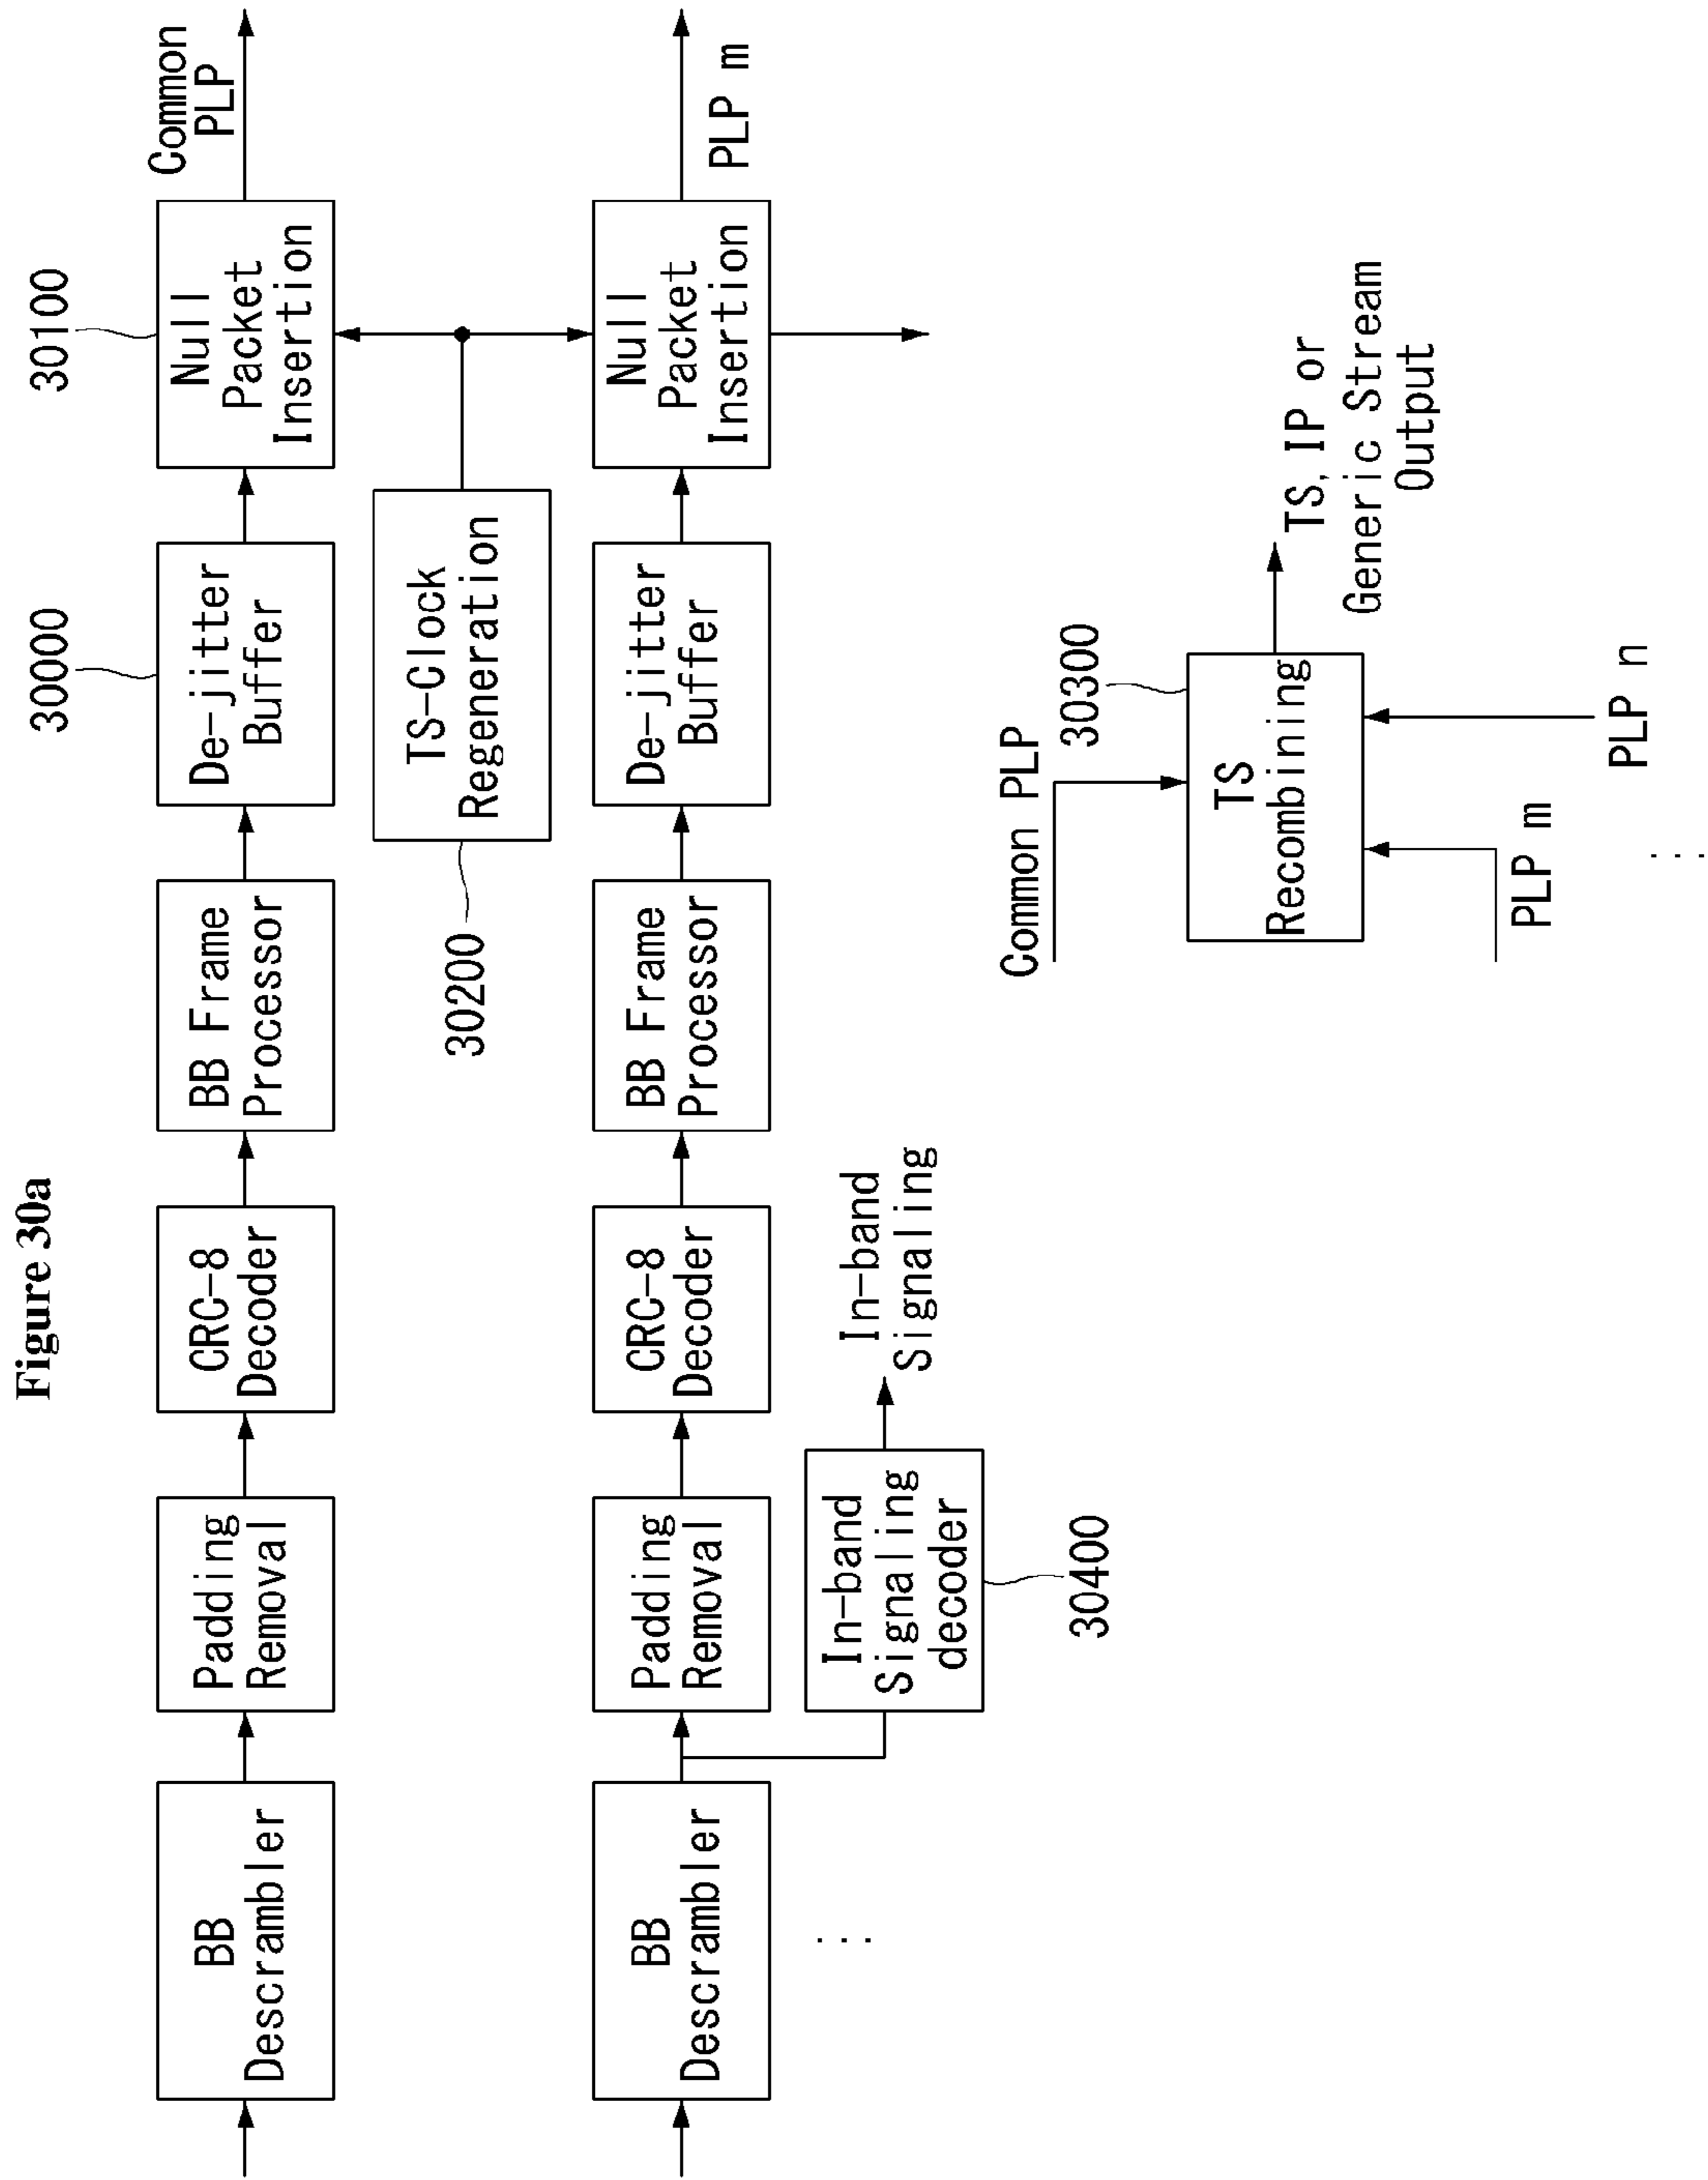 Figure 30a
30000
30100
BB
Descrambler
Padding
Removal
CRC-8
Decoder
BB Frame
Processor
De-jitter
Buffer
Null
Packet
Insertion
Common
PLP
30200
TS-Clock
Regeneration
BB
Descrambler
Padding
Removal
CRC-8
Decoder
BB Frame
Processor
De-jitter
Buffer
Null
Packet
Insertion
PLP m
...
In-band
Signaling
decoder
In-band
Signaling
30400
Common PLP
30300
TS
Recombining
TS, IP or
Generic Stream
Output
PLP m
PLP n
...